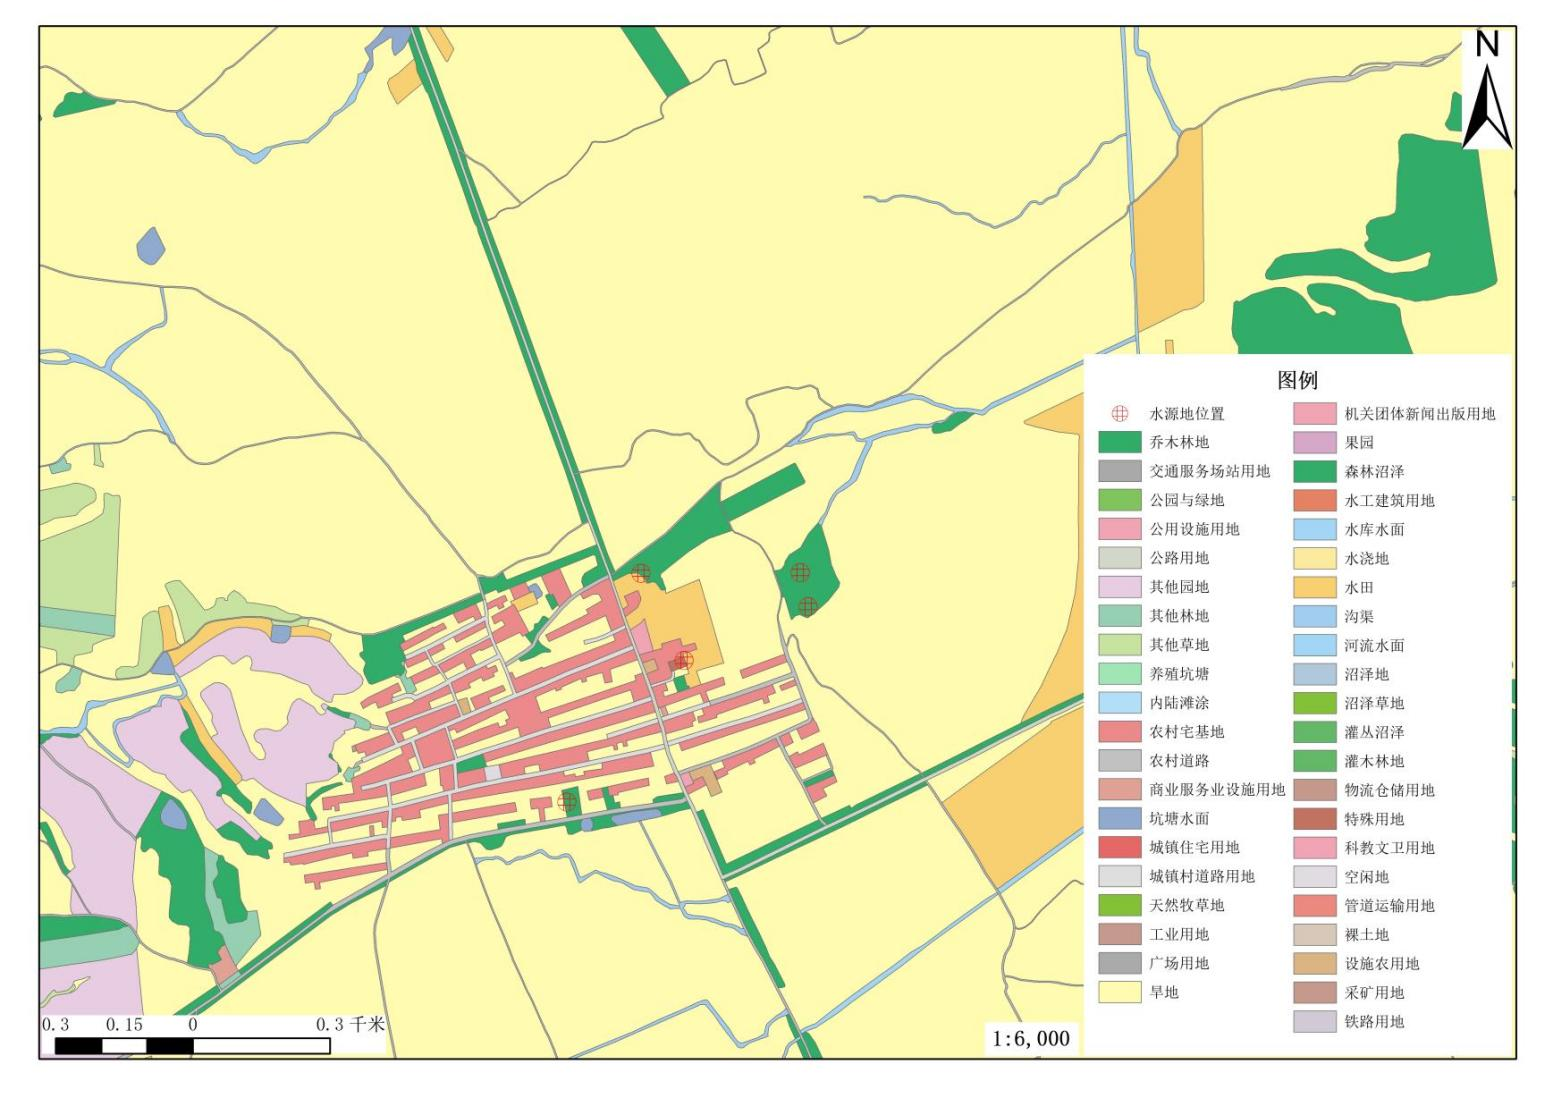 N
图例
水源地位置
乔木林地
交通服务场站用地
公园与绿地
公用设施用地
公路用地
其他园地
其他林地
其他草地
养殖坑塘
内陆滩涂
农村宅基地
农村道路
商业服务业设施用地
坑塘水面
城镇住宅用地
城镇村道路用地
天然牧草地
工业用地
广场用地
旱地
机关团体新闻出版用地
果园
森林沼泽
水工建筑用地
水库水面
水浇地
水田
沟渠
河流水面
沼泽地
沼泽草地
灌丛沼泽
灌木林地
物流仓储用地
特殊用地
科教文卫用地
空闲地
管道运输用地
裸土地
设施农用地
采矿用地
铁路用地
0.3 0.15 0 0.3 千米
1:6,000